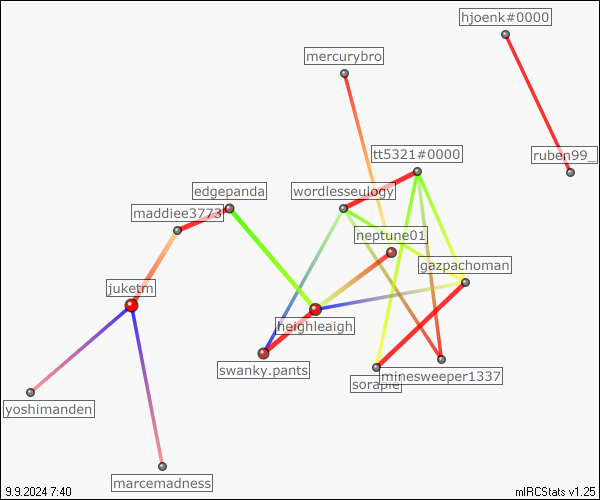 hjoenk#0000
mercurybro
tt5321#0000
ruben99_
edgepanda
wordlesseulogy
maddiee3773
neptune01
gazpachoman
juketm
heighleaigh
swanky.pants
sorapie
minesweeper1337
yoshimanden
marcemadness
9.9.2024 7:40
mIRCStats v1.25